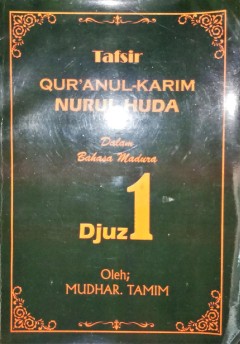 Tafsir
QUR'ANUL-KARIM
NURUL HUDA
Dalam
Bahasa Madura
Djuz 1
Oleh;
MUDHAR. TAMIM